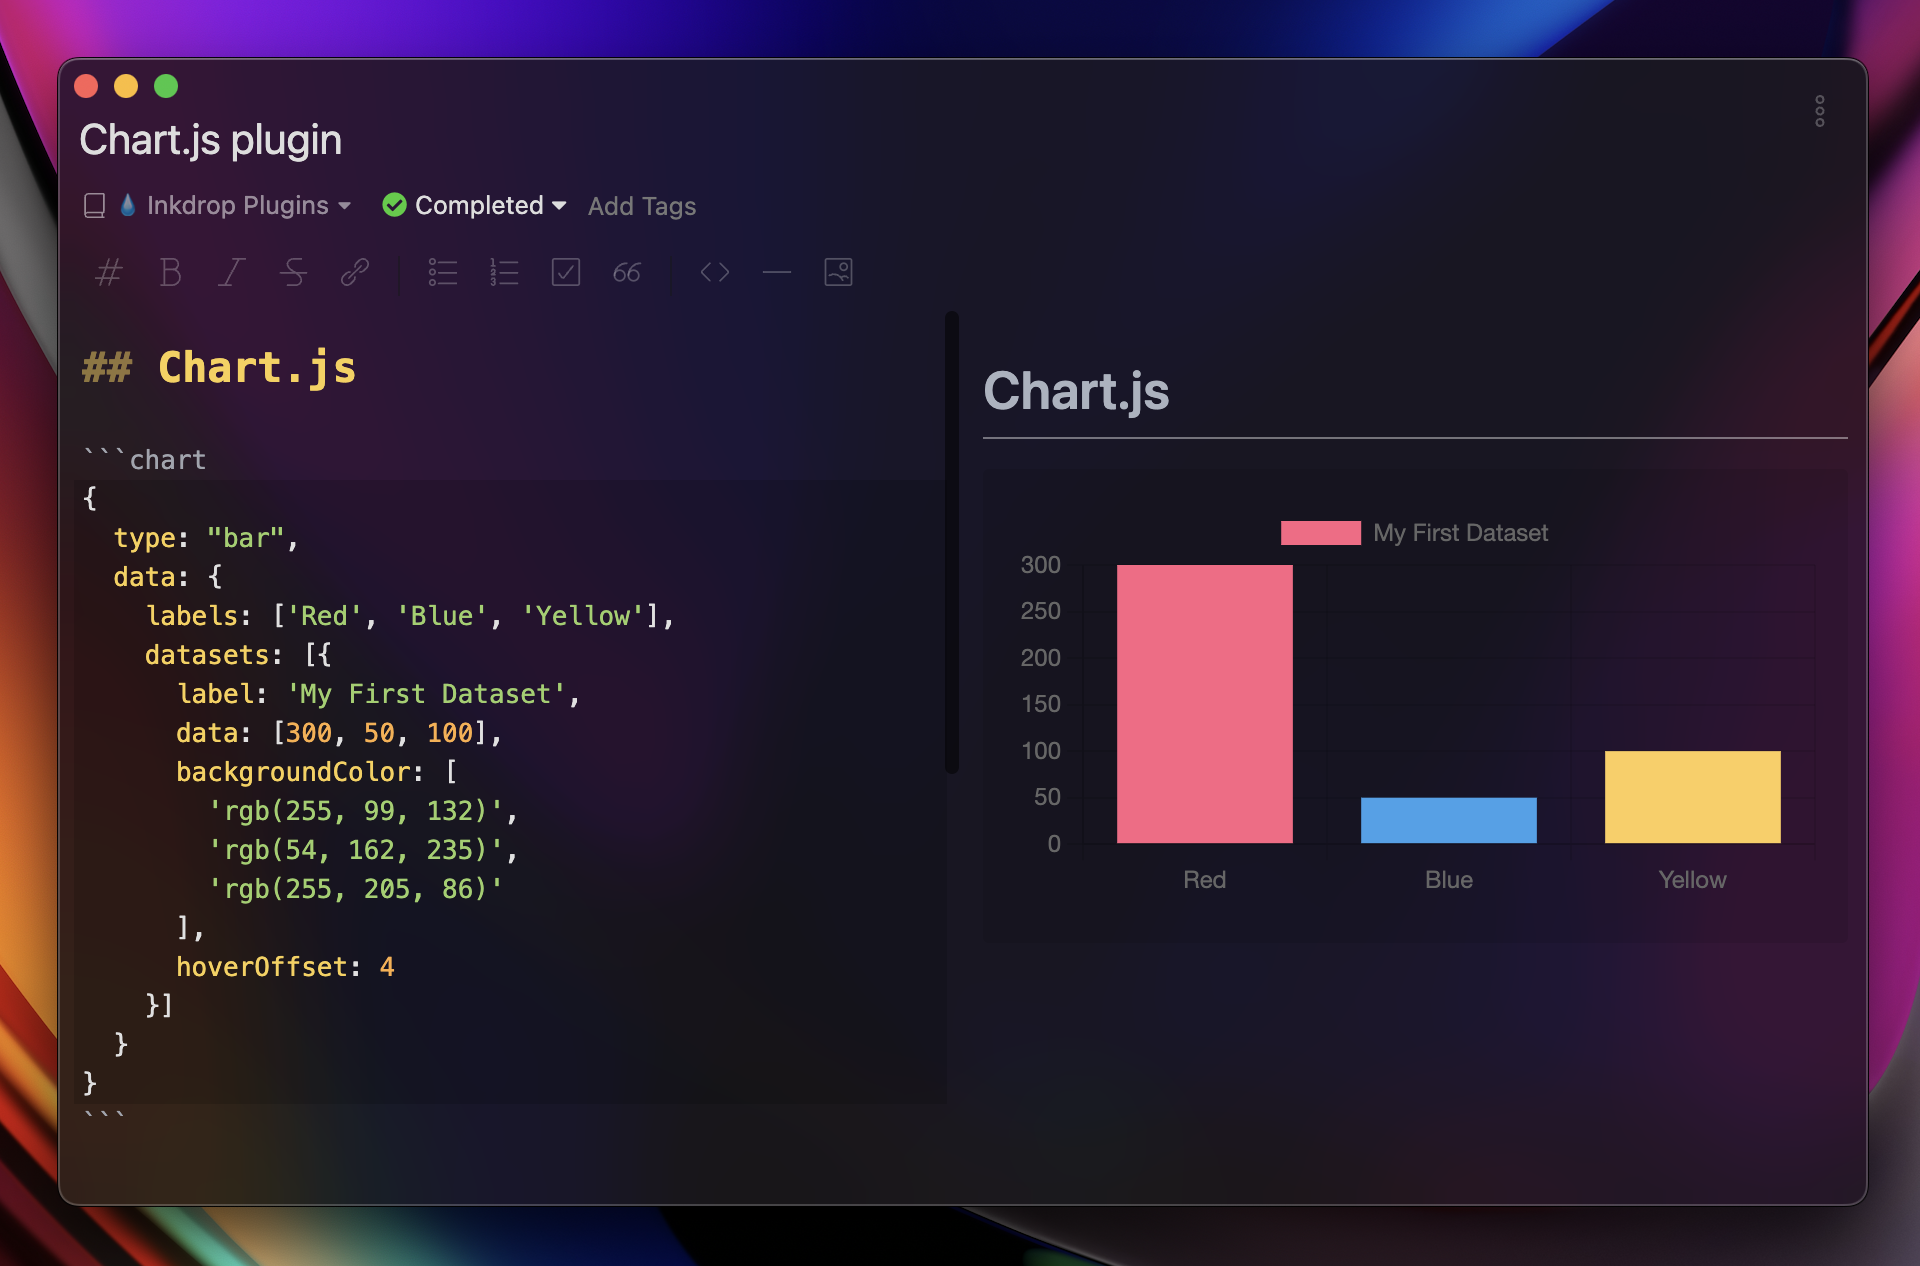 Chart.js plugin
Inkdrop Plugins Completed Add Tags
## Chart.js
```chart
{
  type: "bar",
  data: {
    labels: ['Red', 'Blue', 'Yellow'],
    datasets: [{
      label: 'My First Dataset',
      data: [300, 50, 100],
      backgroundColor: [
        'rgb(255, 99, 132)',
        'rgb(54, 162, 235)',
        'rgb(255, 205, 86)'
      ],
      hoverOffset: 4
    }]
  }
}
```
Chart.js
My First Dataset
300
250
200
150
100
50
0
Red Blue Yellow